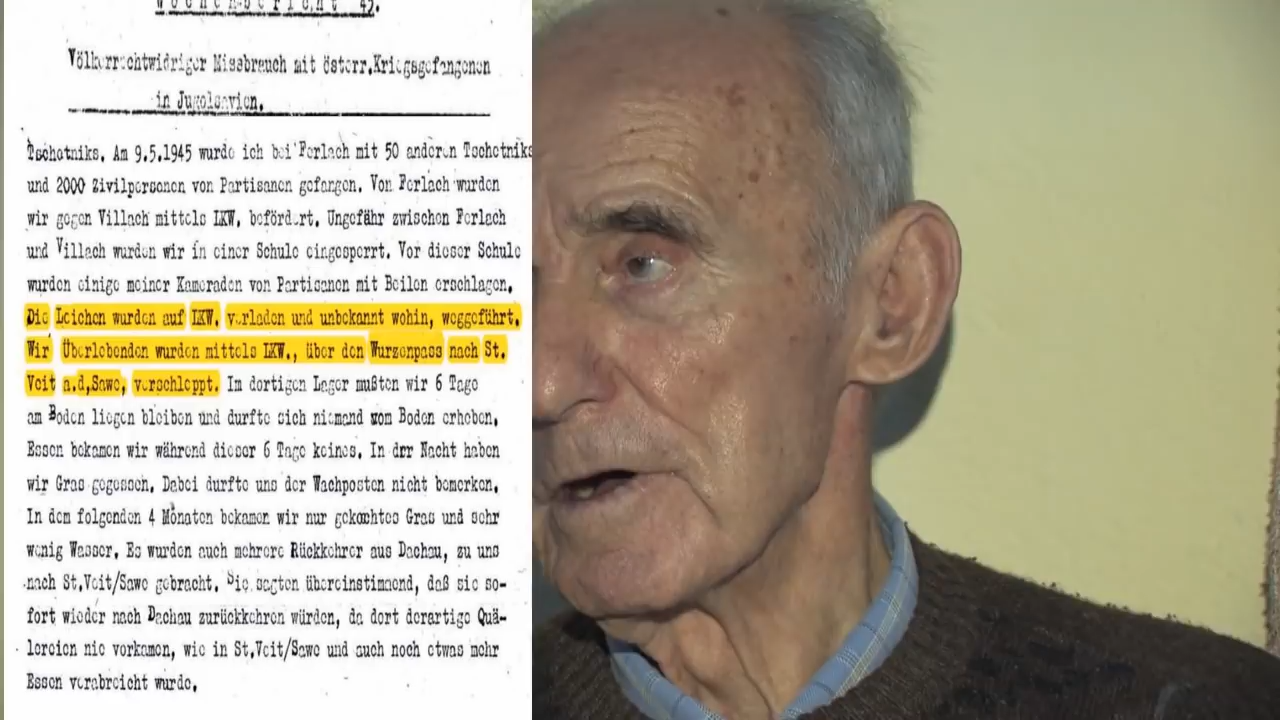 Wochenbericht 45.
Völkerrechtwidriger Missbrauch mit österr.Kriegsgefangenen
in Jugolsavien.
Tschetniks. Am 9.5.1945 wurde ich bei Ferlach mit 50 anderen Tschetniks
und 2000 Zivilpersonen von Partisanen gefangen. Von Ferlach wurden
wir gegen Villach mittels LKW. befördert. Ungefähr zwischen Ferlach
und Villach wurden wir in einer Schule eingesperrt. Vor dieser Schule
wurden einige meiner Kameraden von Partisanen mit Beilen erschlagen.
Die Leichen wurden auf LKW. verladen und unbekannt wohin, weggeführt.
Wir Überlebenden wurden mittels LKW., über den Wurzenpass nach St.
Veit a.d,Sawe, verschleppt. Im dortigen Lager mußten wir 6 Tage
am Boden liegen bleiben und durfte sich niemand vom Boden erheben.
Essen bekamen wir während dieser 6 Tage keines. In der Nacht haben
wir Gras gegessen. Dabei durfte uns der Wachposten nicht bemerken.
In dem folgenden 4 Monaten bekamen wir nur gekochtes Gras und sehr
wenig Wasser. Es wurden auch mehrere Rückkehrer aus Dachau, zu uns
nach St.Veit/Sawe gebracht. Sie sagten übereinstimend, daß sie so-
fort wieder nach Dachau zurückkehren würden, da dort derartige Quä-
lereien nie vorkamen, wie in St.Veit/Sawe und auch noch etwas mehr
Essen verabreicht wurde.